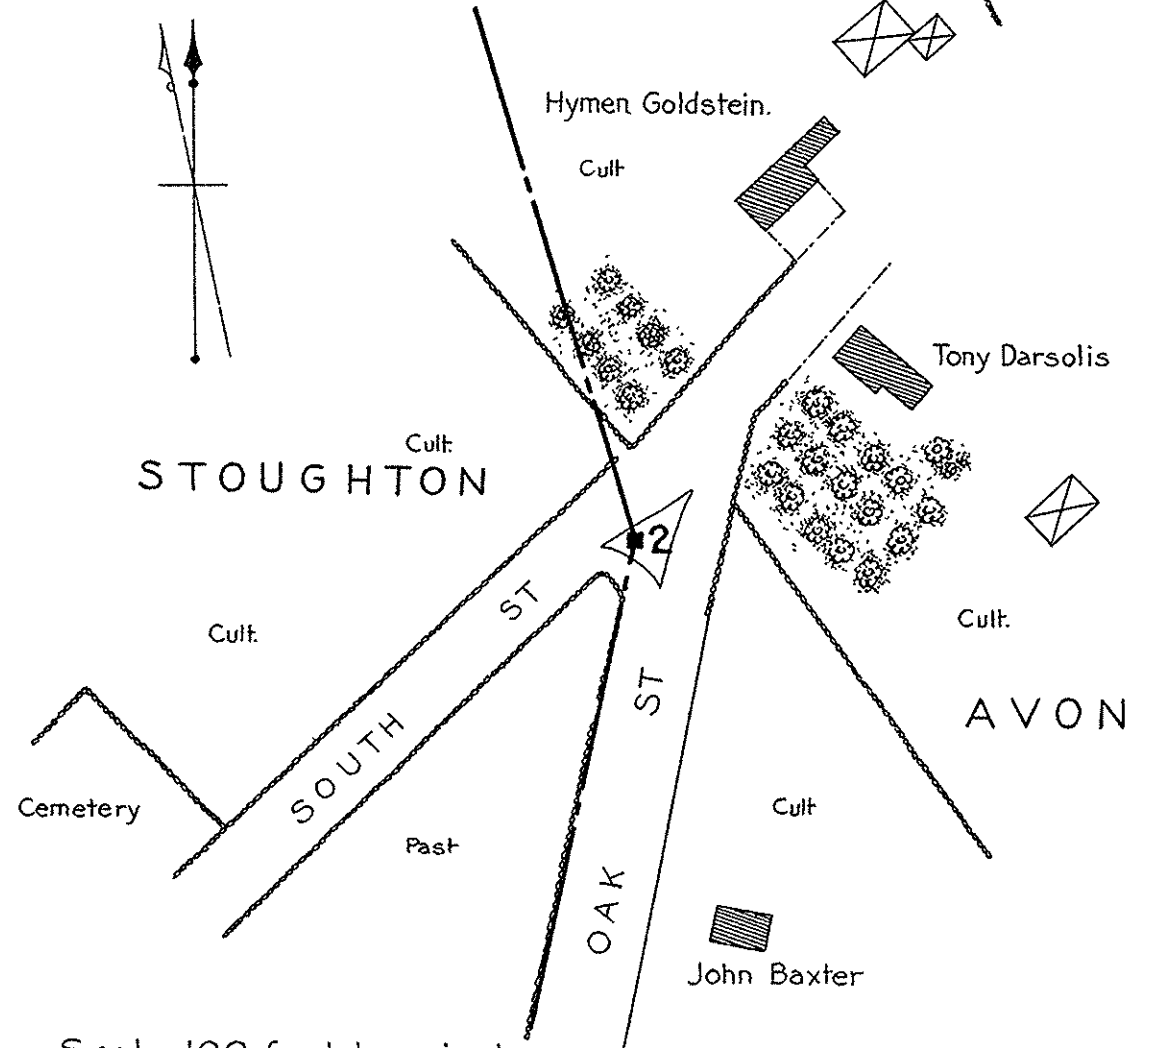 Hymen Goldstein.
Cult
Tony Darsolis
Cult.
STOUGHTON
2
ST
Cult.
Cult.
ST
AVON
SOUTH
Cemetery
Cult
Past
OAK
John Baxter